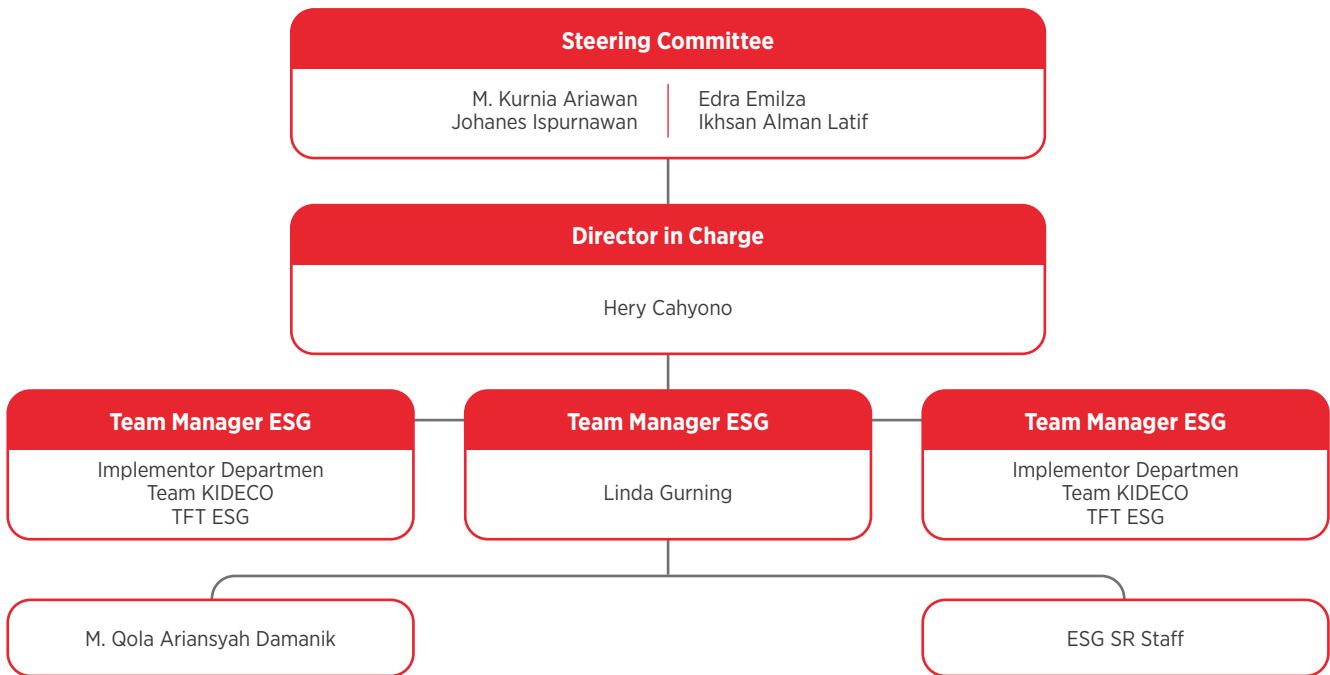 Steering Committee
M. Kurnia Ariawan
Johanes Ispurnawan
Edra Emilza
Ikhsan Alman Latif
Director in Charge
Hery Cahyono
Team Manager ESG
Implementor Departmen
Team KIDECO
TFT ESG
Team Manager ESG
Linda Gurning
Team Manager ESG
Implementor Departmen
Team KIDECO
TFT ESG
M. Qola Ariansyah Damanik
ESG SR Staff